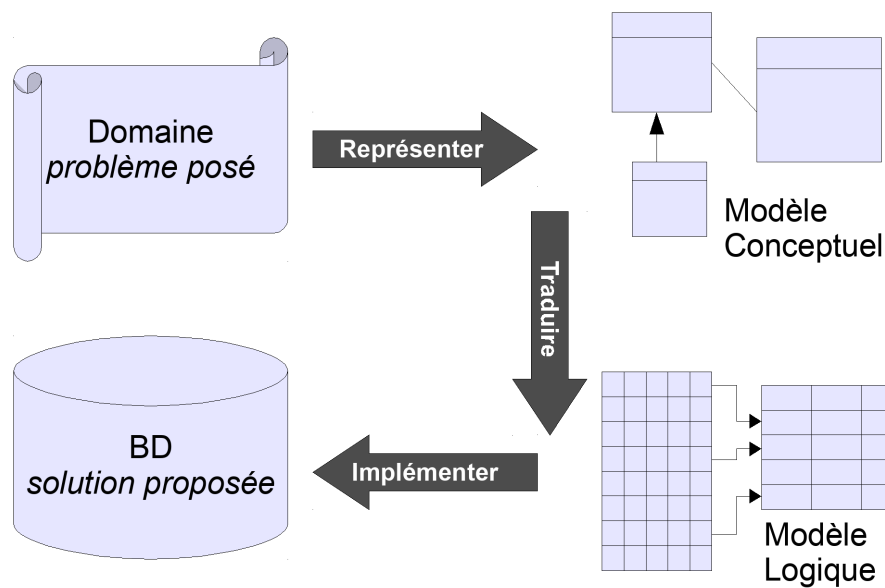 Domaine
problème posé
Représenter
Modèle
Conceptuel
Traduire
BD
solution proposée
Implémenter
Modèle
Logique